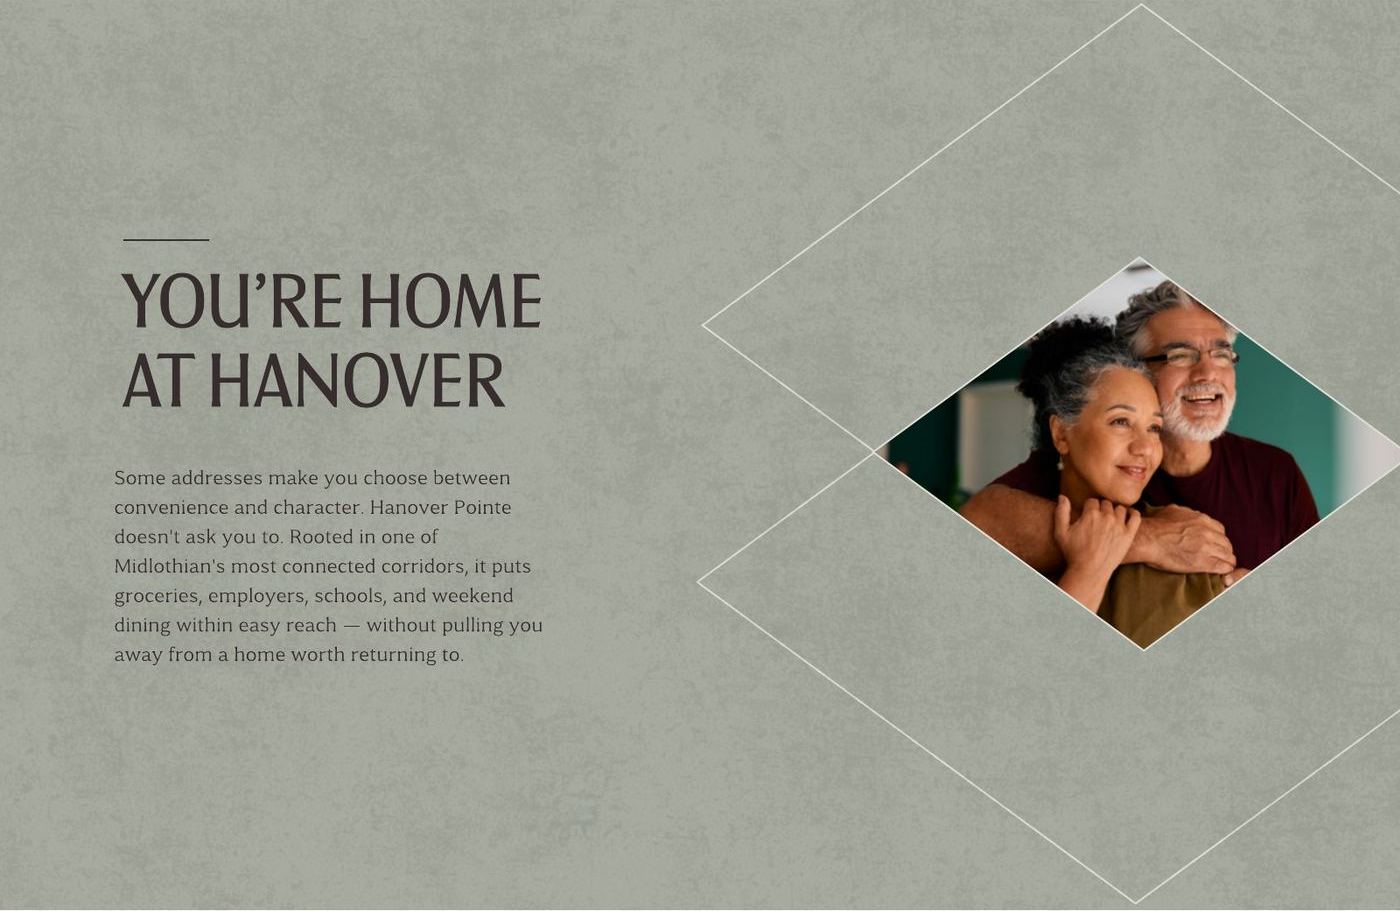 YOU’RE HOME
AT HANOVER
Some addresses make you choose between
convenience and character. Hanover Pointe
doesn't ask you to. Rooted in one of
Midlothian's most connected corridors, it puts
groceries, employers, schools, and weekend
dining within easy reach — without pulling you
away from a home worth returning to.